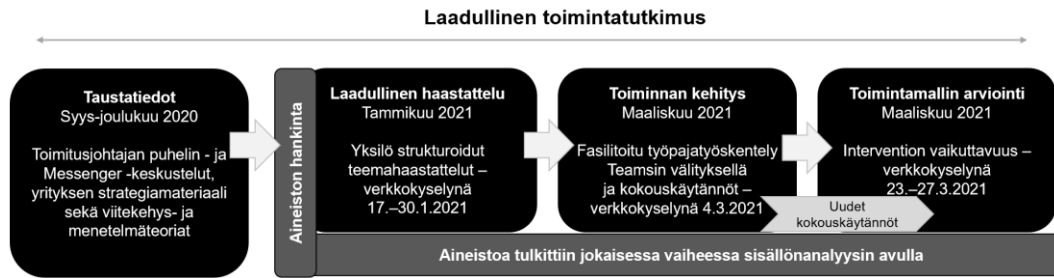 Laadullinen toimintatutkimus
Taustatiedot
Syys-joulukuu 2020
Toimitusjohtajan puhelin - ja
Messenger -keskustelut,
yrityksen strategiamateriaali
sekä viitekehys- ja
menetelmäteoriat
Aineiston hankinta
Laadullinen haastattelu
Tammikuu 2021
Yksilö strukturoidut
teemahaastattelut –
verkkokyselynä
17.–30.1.2021
Toiminnan kehitys
Maaliskuu 2021
Fasilitoitu työpajatyöskentely
Teamsin välityksellä
ja kokouskäytännöt –
verkkokyselynä 4.3.2021
Toimintamallin arviointi
Maaliskuu 2021
Intervention vaikuttavuus –
verkkokyselynä
23.–27.3.2021
Uudet
kokouskäytännöt
Aineistoa tulkittiin jokaisessa vaiheessa sisällönanalyysin avulla